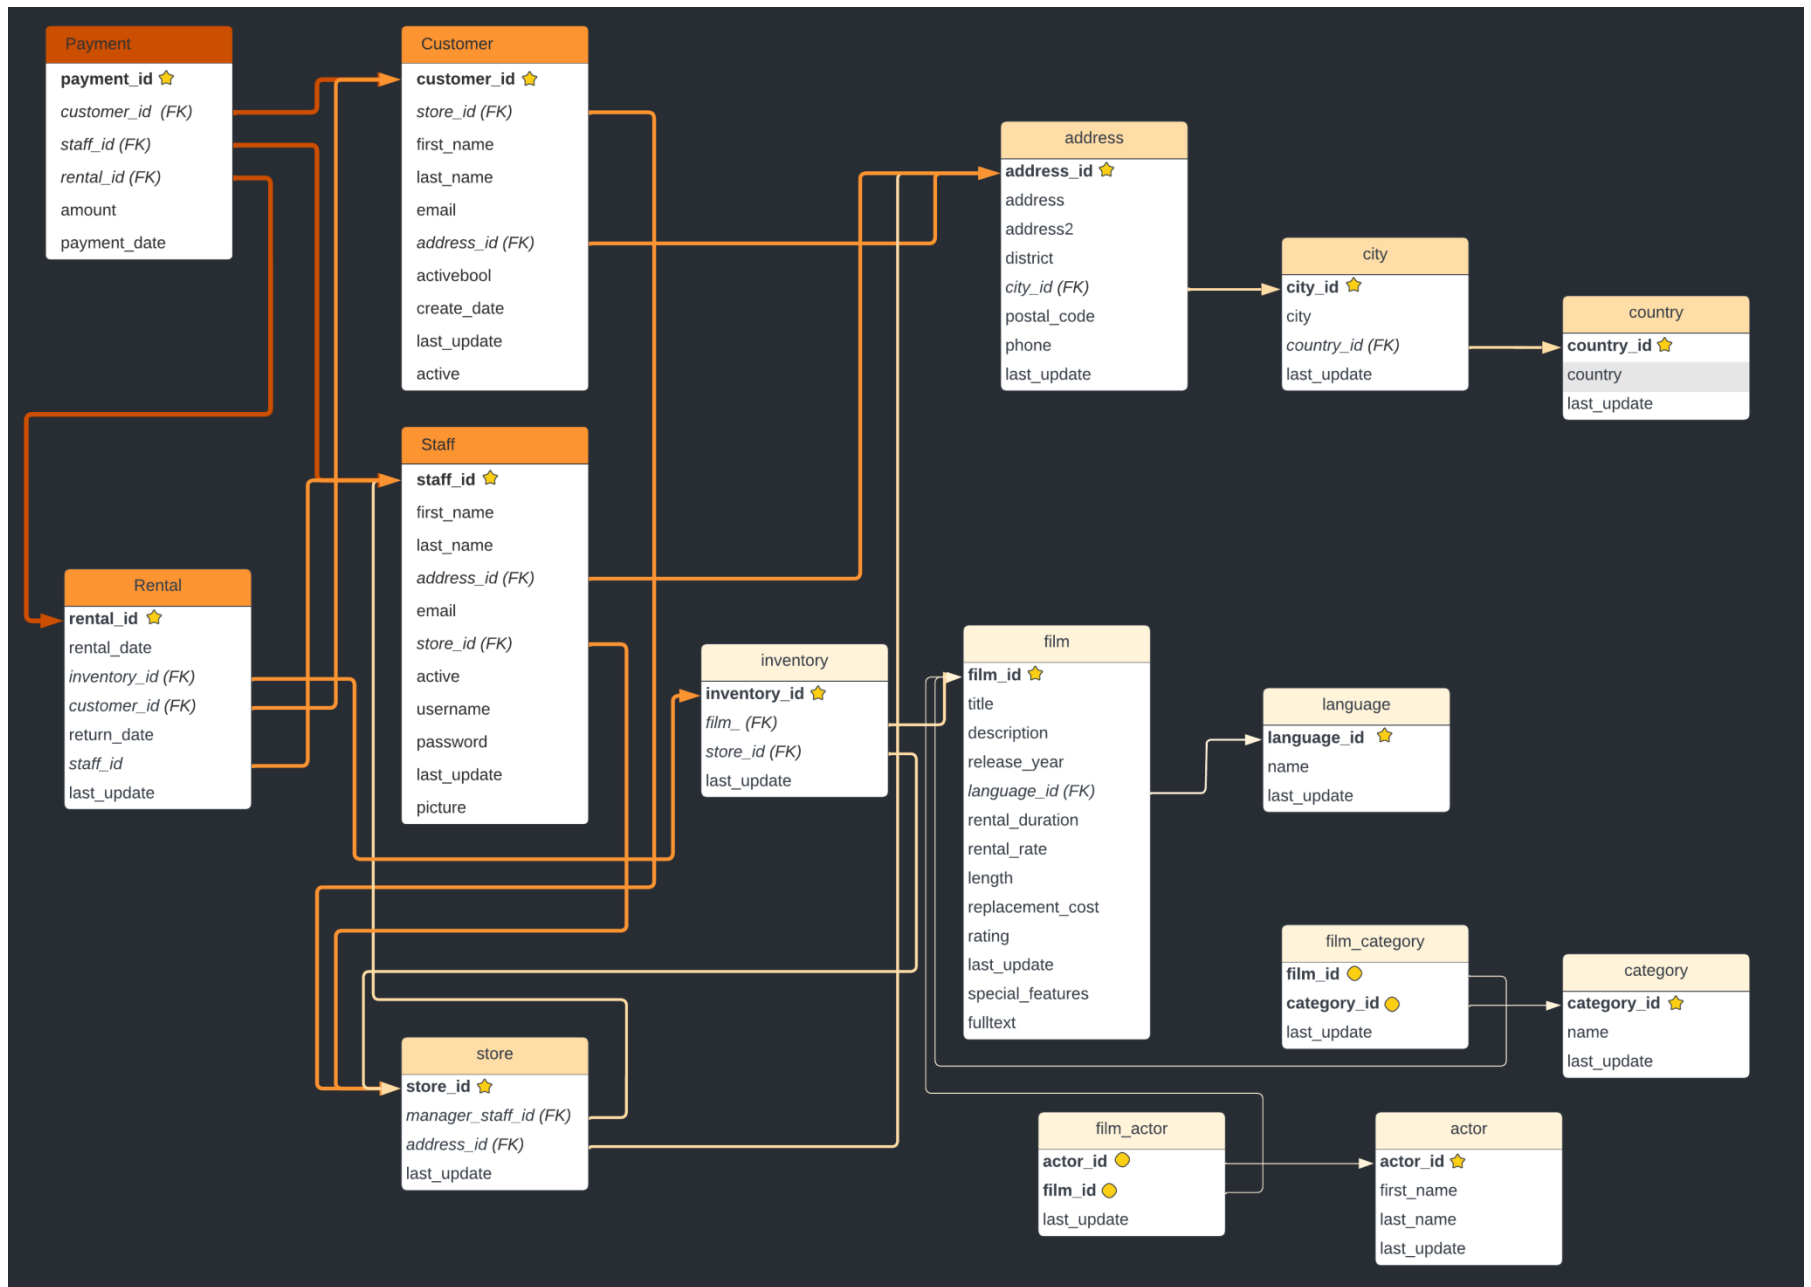 Payment
payment_id
customer_id (FK)
staff_id (FK)
rental_id (FK)
amount
payment_date
Customer
customer_id
store_id (FK)
first_name
last_name
email
address_id (FK)
activebool
create_date
last_update
active
address
address_id
address
address2
district
city_id (FK)
postal_code
phone
last_update
city
city_id
city
country_id (FK)
last_update
country
country_id
country
last_update
Staff
staff_id
first_name
last_name
address_id (FK)
email
store_id (FK)
active
username
password
last_update
picture
Rental
rental_id
rental_date
inventory_id (FK)
customer_id (FK)
return_date
staff_id
last_update
inventory
inventory_id
film_ (FK)
store_id (FK)
last_update
film
film_id
title
description
release_year
language_id (FK)
rental_duration
rental_rate
length
replacement_cost
rating
last_update
special_features
fulltext
language
language_id
name
last_update
film_category
film_id
category_id
last_update
category
category_id
name
last_update
store
store_id
manager_staff_id (FK)
address_id (FK)
last_update
film_actor
actor_id
film_id
last_update
actor
actor_id
first_name
last_name
last_update